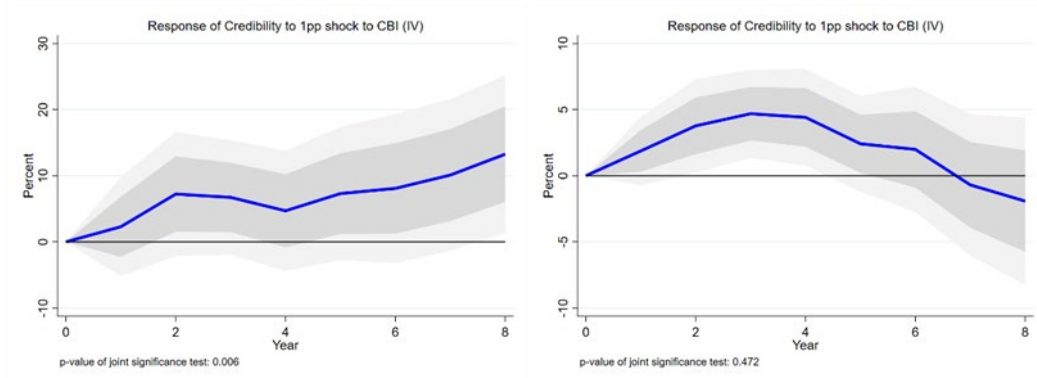 Response of Credibility to 1pp shock to CBI (IV)
30
20
10
0
-10
Percent
0 2 4 6 8
Year
p-value of joint significance test: 0.006
Response of Credibility to 1pp shock to CBI (IV)
10
5
0
-5
-10
Percent
0 2 4 6 8
Year
p-value of joint significance test: 0.472